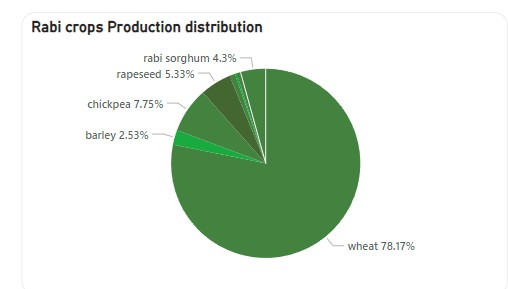 Rabi crops Production distribution
rabi sorghum 4.3%
rapeseed 5.33%
chickpea 7.75%
barley 2.53%
wheat 78.17%